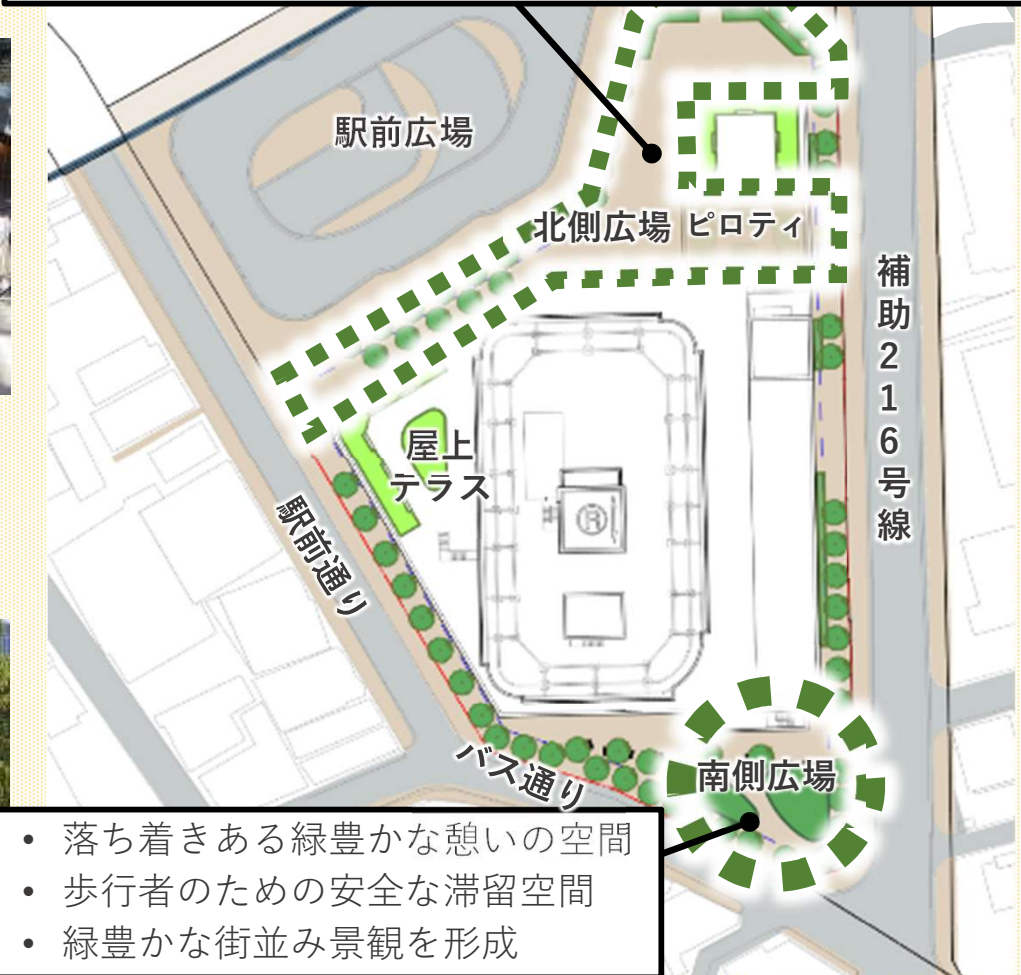 駅前広場
北側広場 ピロティ
補助216号線
屋上
テラス
R
駅前通り
バス通り
南側広場
• 落ち着きある緑豊かな憩いの空間
• 歩行者のための安全な滞留空間
• 緑豊かな街並み景観を形成